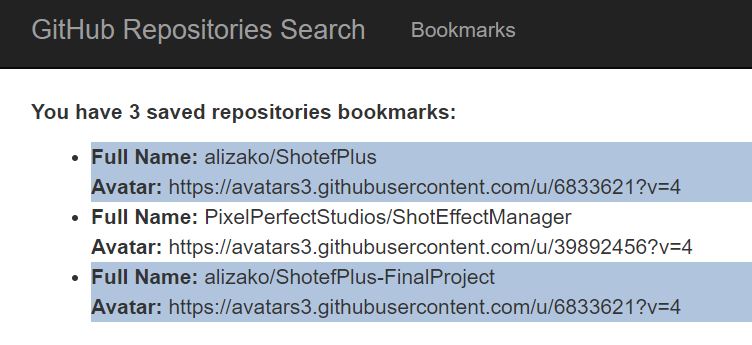 GitHub Repositories Search Bookmarks
You have 3 saved repositories bookmarks:
Full Name: alizako/ShotefPlus
Avatar: https://avatars3.githubusercontent.com/u/6833621?v=4
Full Name: PixelPerfectStudios/ShotEffectManager
Avatar: https://avatars3.githubusercontent.com/u/39892456?v=4
Full Name: alizako/ShotefPlus-FinalProject
Avatar: https://avatars3.githubusercontent.com/u/6833621?v=4